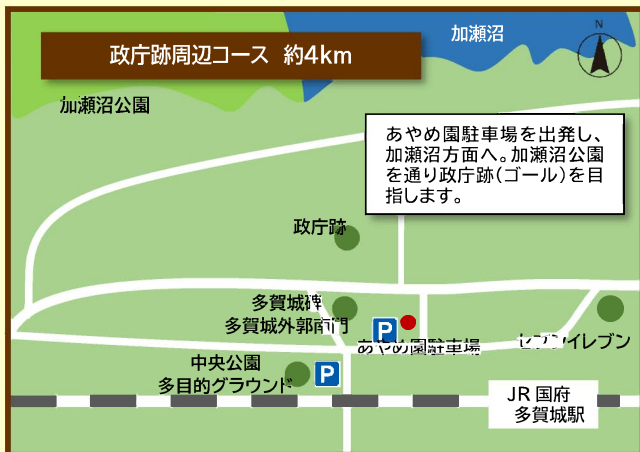 政庁跡周辺コース 約4km
加瀬沼
N
加瀬沼公園
あやめ園駐車場を出発し、
加瀬沼方面へ。加瀬沼公園
を通り政庁跡(ゴール)を目
指します。
政庁跡
多賀城碑
多賀城外郭南門
P
あやめ園駐車場
セブンイレブン
中央公園
多目的グラウンド
P
JR 国府
多賀城駅